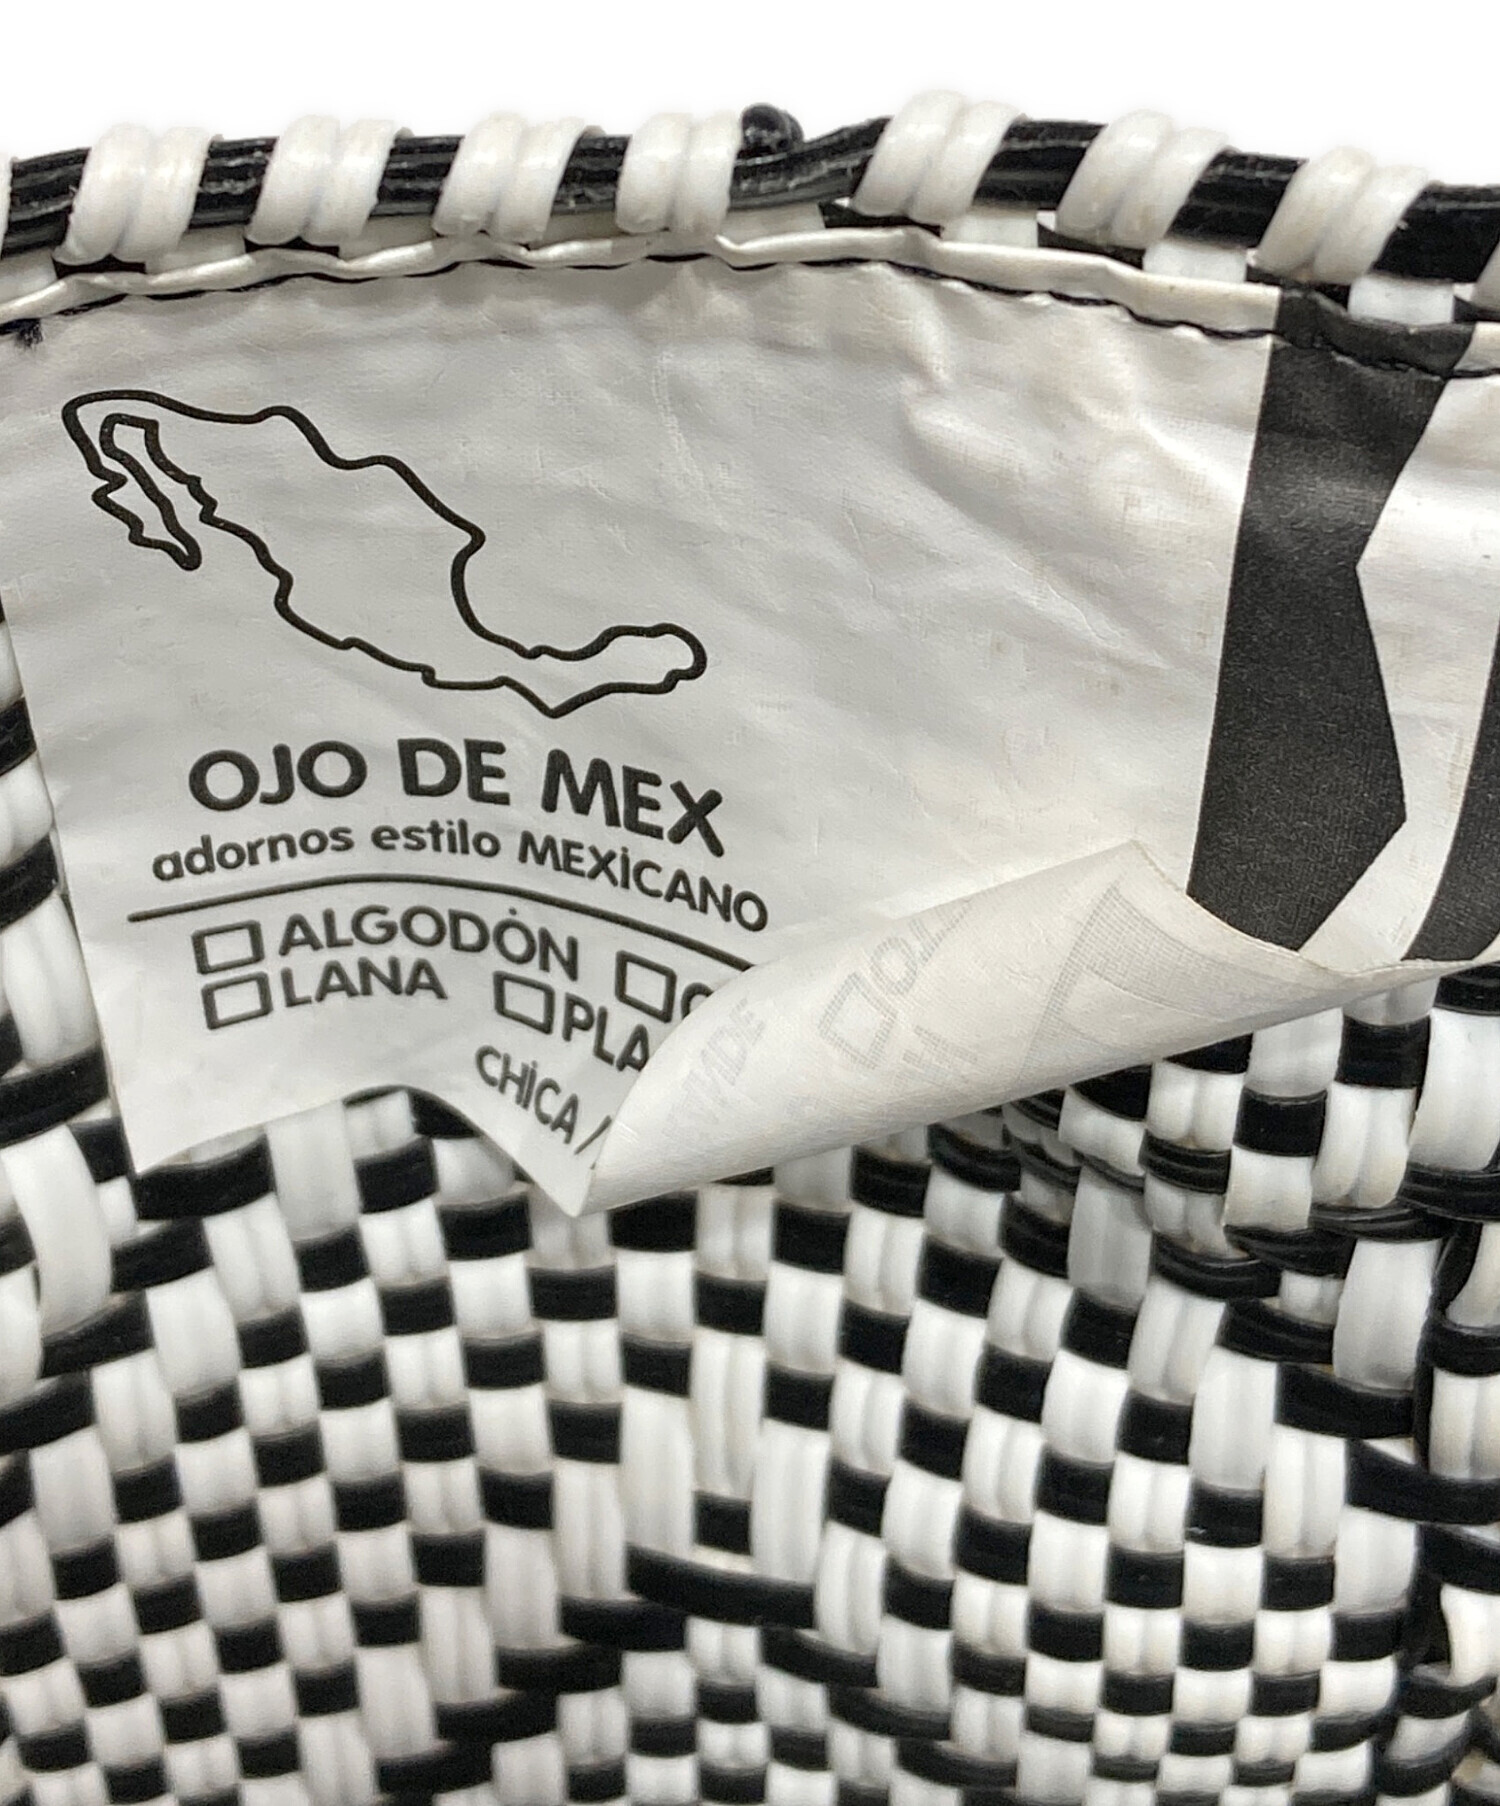 OJO DE MEX
adornos estilo MEXICANO
ALGODÓN
LANA
CHICA /